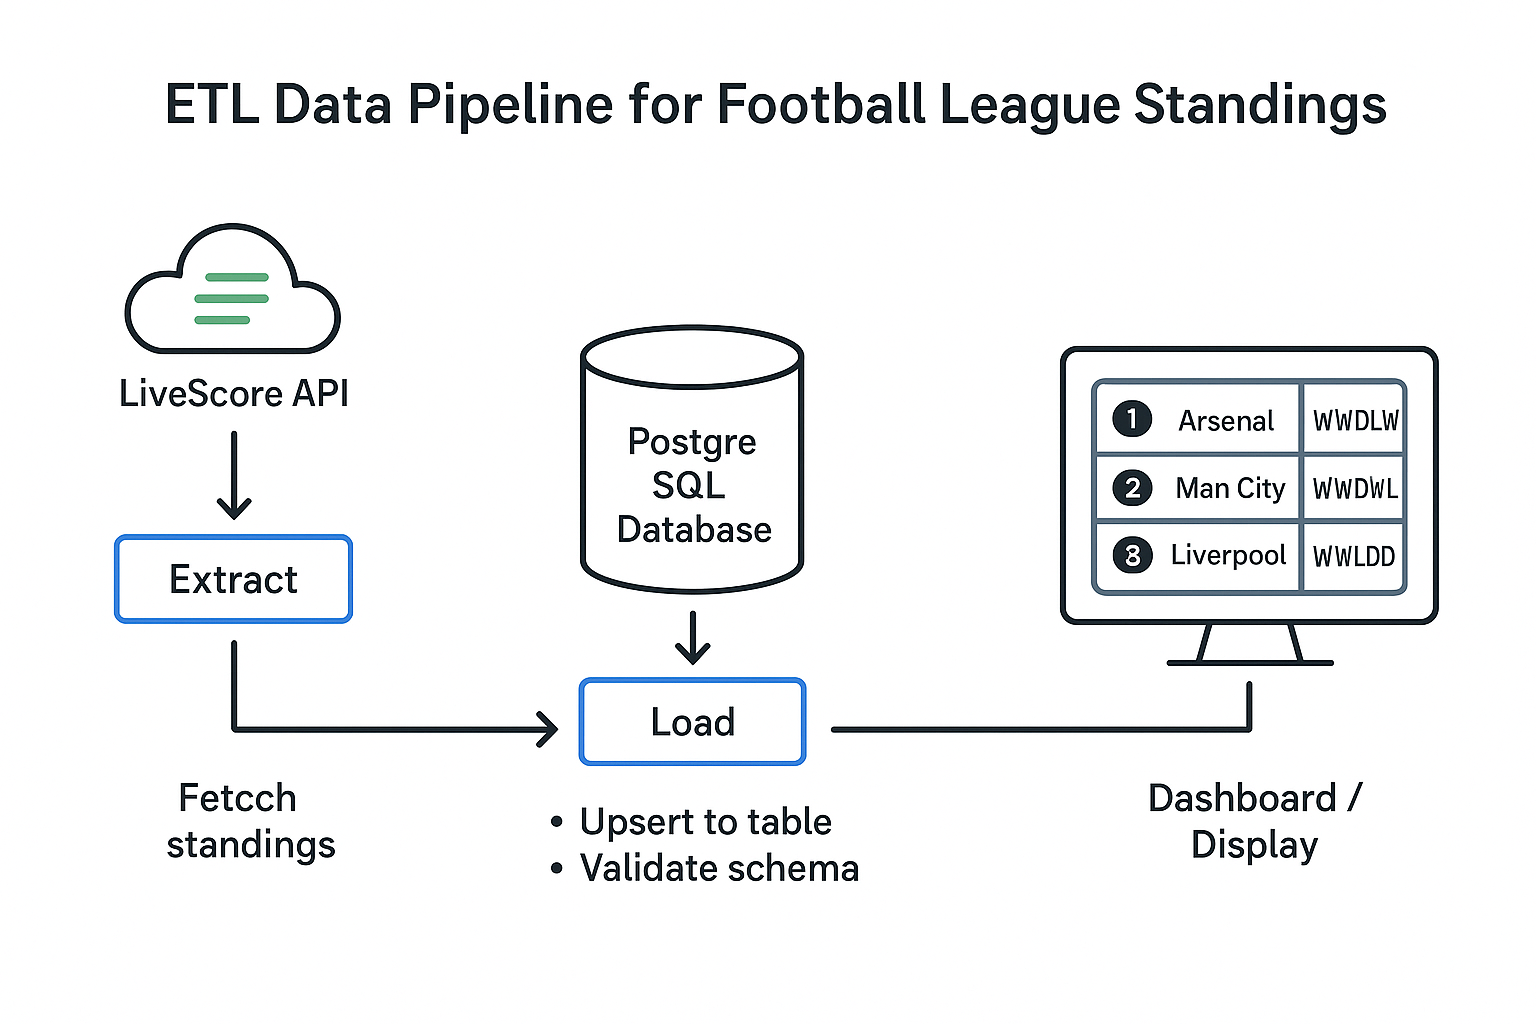 ETL Data Pipeline for Football League Standings
LiveScore API
Extract
Fetcch
standings
Postgre
SQL
Database
Load
• Upsert to table
• Validate schema
1 Arsenal WWDLW
2 Man City WWDWL
3 Liverpool WWLDD
Dashboard /
Display